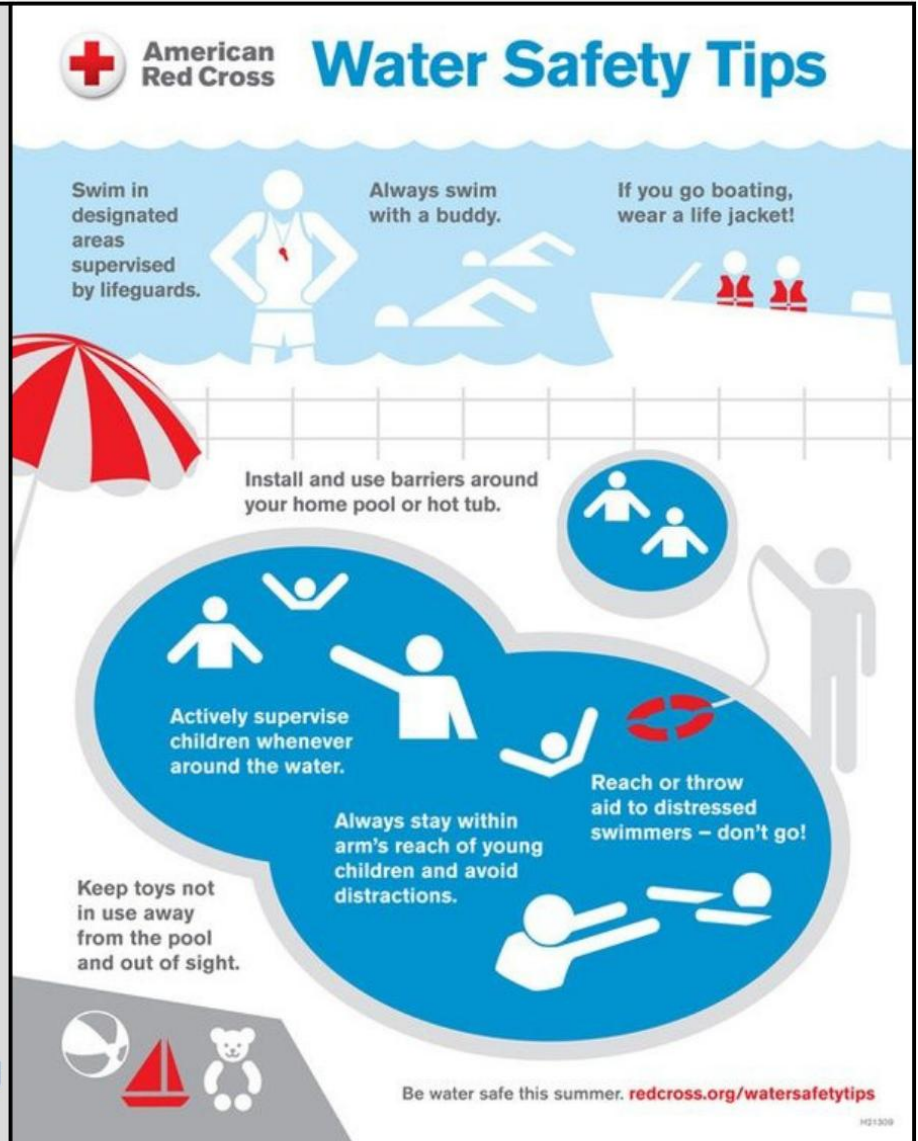 American
Red Cross
Water Safety Tips
Swim in
designated
areas
supervised
by lifeguards.
Always swim
with a buddy.
If you go boating,
wear a life jacket!
Install and use barriers around
your home pool or hot tub.
Actively supervise
children whenever
around the water.
Always stay within
arm's reach of young
children and avoid
distractions.
Reach or throw
aid to distressed
swimmers – don't go!
Keep toys not
in use away
from the pool
and out of sight.
Be water safe this summer. redcross.org/watersafetytips
H21309